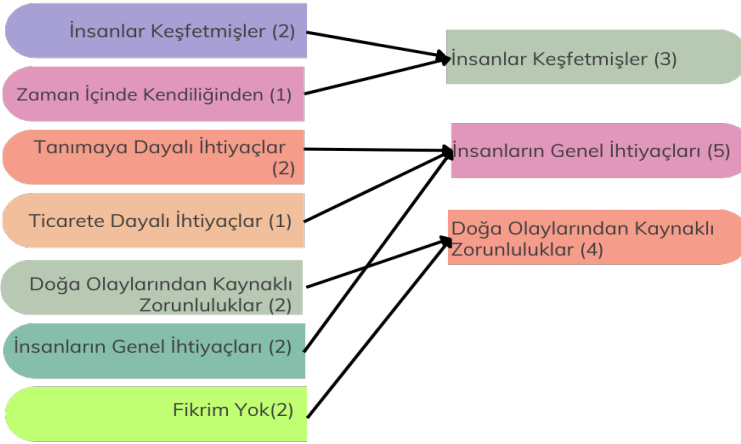 İnsanlar Keşfetmişler (2)
Zaman İçinde Kendiliğinden (1)
Tanımaya Dayalı İhtiyaçlar
(2)
Ticarete Dayalı İhtiyaçlar (1)
Doğa Olaylarından Kaynaklı
Zorunluluklar (2)
İnsanların Genel İhtiyaçları (2)
Fikrim Yok(2)
İnsanlar Keşfetmişler (3)
İnsanların Genel İhtiyaçları (5)
Doğa Olaylarından Kaynaklı
Zorunluluklar (4)